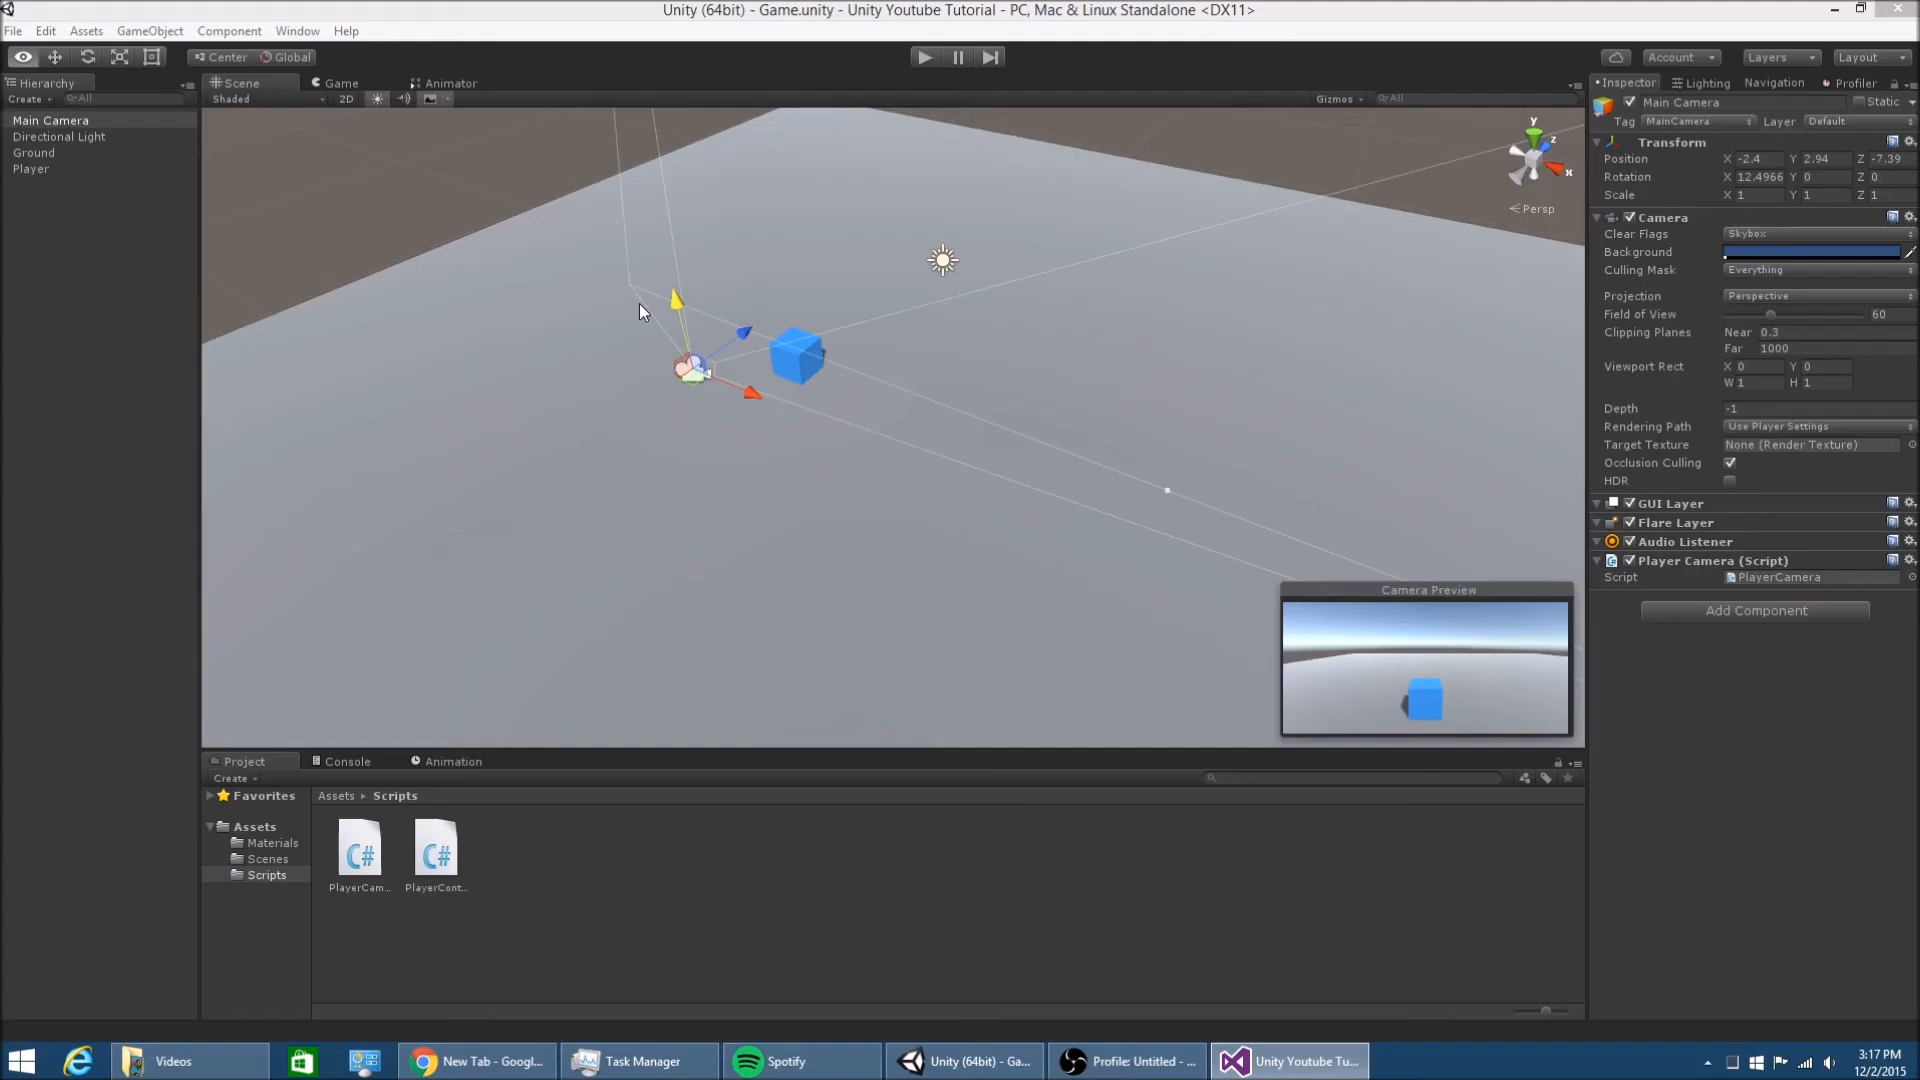 Unity (64bit) - Game.unity - Unity Youtube Tutorial - PC, Mac & Linux Standalone <DX11>
File Edit Assets GameObject Component Window Help
Center Global
Account Layers Layout
Hierarchy
Create All
Main Camera
Directional Light
Ground
Player
Scene Game Animator
Shaded 2D Gizmos All
y
z
x
Persp
Camera Preview
Inspector Lighting Navigation Profiler
Main Camera Static
Tag MainCamera Layer Default
Transform
Position X -2.4 Y 2.94 Z -7.39
Rotation X 12.4966 Y 0 Z 0
Scale X 1 Y 1 Z 1
Camera
Clear Flags Skybox
Background
Culling Mask Everything
Projection Perspective
Field of View 60
Clipping Planes Near 0.3
Far 1000
Viewport Rect X 0 Y 0
W 1 H 1
Depth -1
Rendering Path Use Player Settings
Target Texture None (Render Texture)
Occlusion Culling
HDR
GUI Layer
Flare Layer
Audio Listener
Player Camera (Script)
Script PlayerCamera
Add Component
Project Console Animation
Create
Favorites
Assets
Materials
Scenes
Scripts
Assets Scripts
C# C#
PlayerCam... PlayerCont...
Videos New Tab - Googl... Task Manager Spotify Unity (64bit) - Ga... Profile: Untitled - ... Unity Youtube Tu...
3:17 PM
12/2/2015